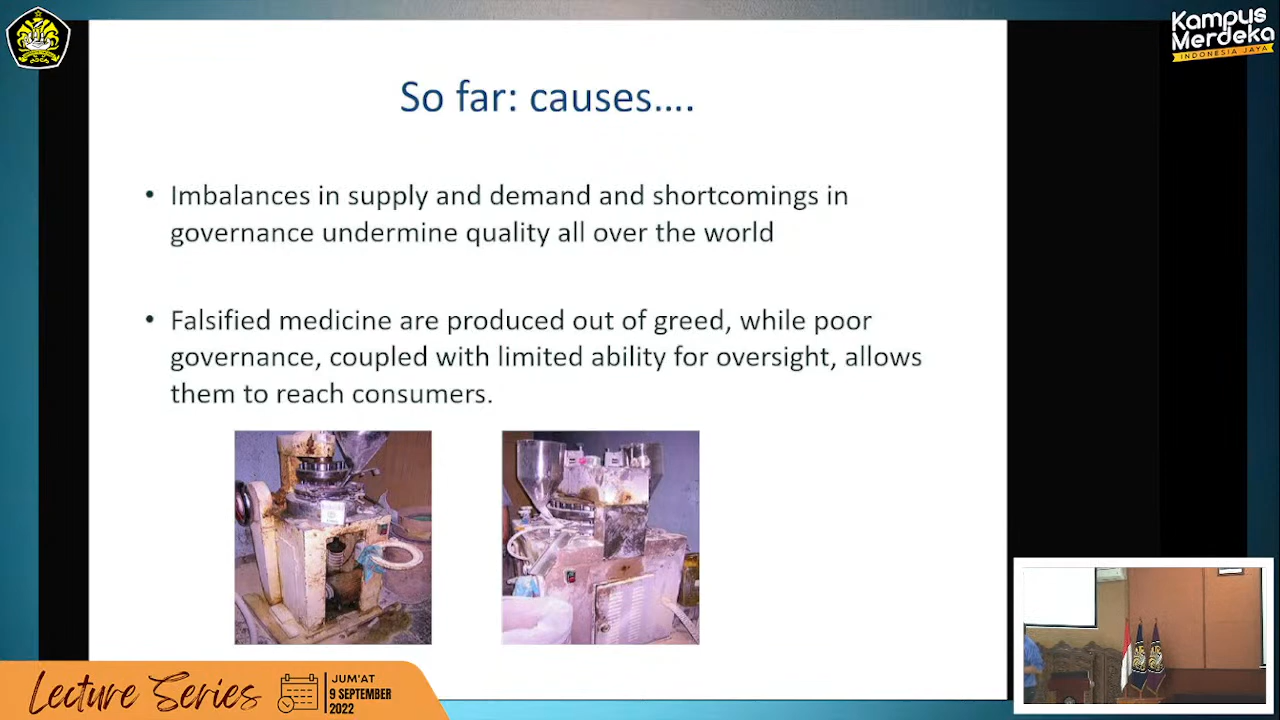 Kampus
Merdeka
INDONESIA JAYA
So far: causes....
• Imbalances in supply and demand and shortcomings in
governance undermine quality all over the world
• Falsified medicine are produced out of greed, while poor
governance, coupled with limited ability for oversight, allows
them to reach consumers.
Lecture Series
JUM'AT
9 SEPTEMBER
2022